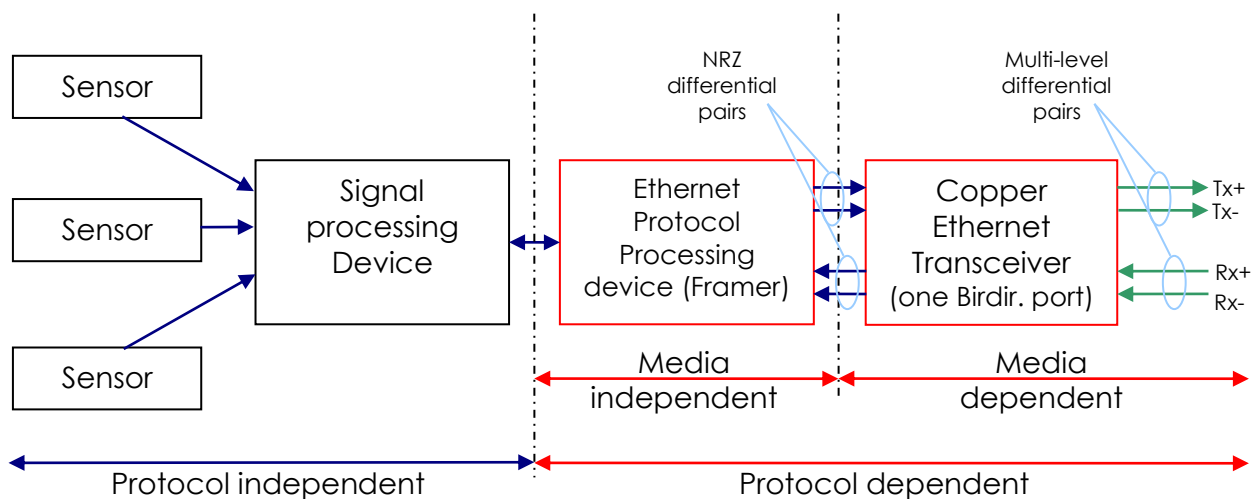 NRZ
differential
pairs
Multi-level
differential
pairs
Sensor
Sensor
Sensor
Signal
processing
Device
Ethernet
Protocol
Processing
device (Framer)
Copper
Ethernet
Transceiver
(one Birdir. port)
Tx+
Tx-
Rx+
Rx-
Media
independent
Media
dependent
Protocol independent
Protocol dependent